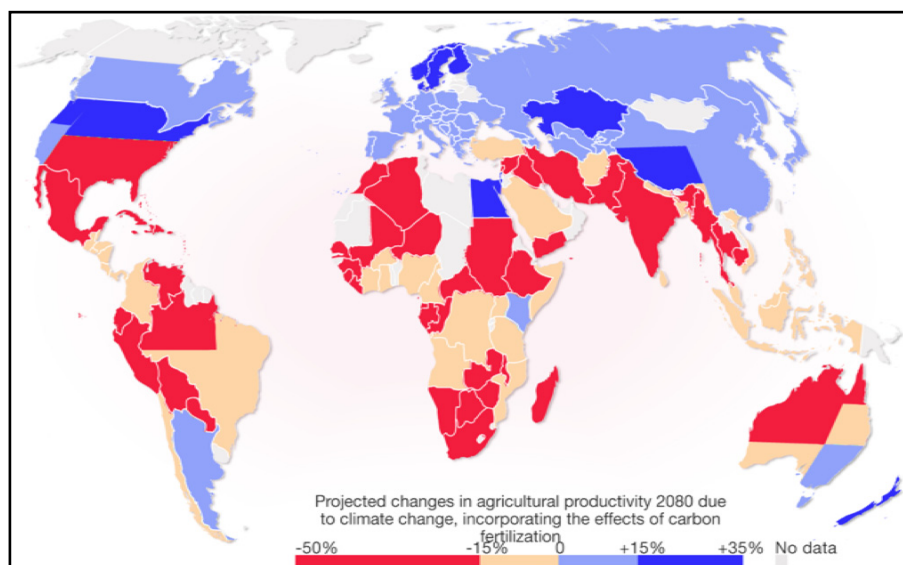 Projected changes in agricultural productivity 2080 due
to climate change, incorporating the effects of carbon
fertilization
-50% -15% 0 +15% +35% No data